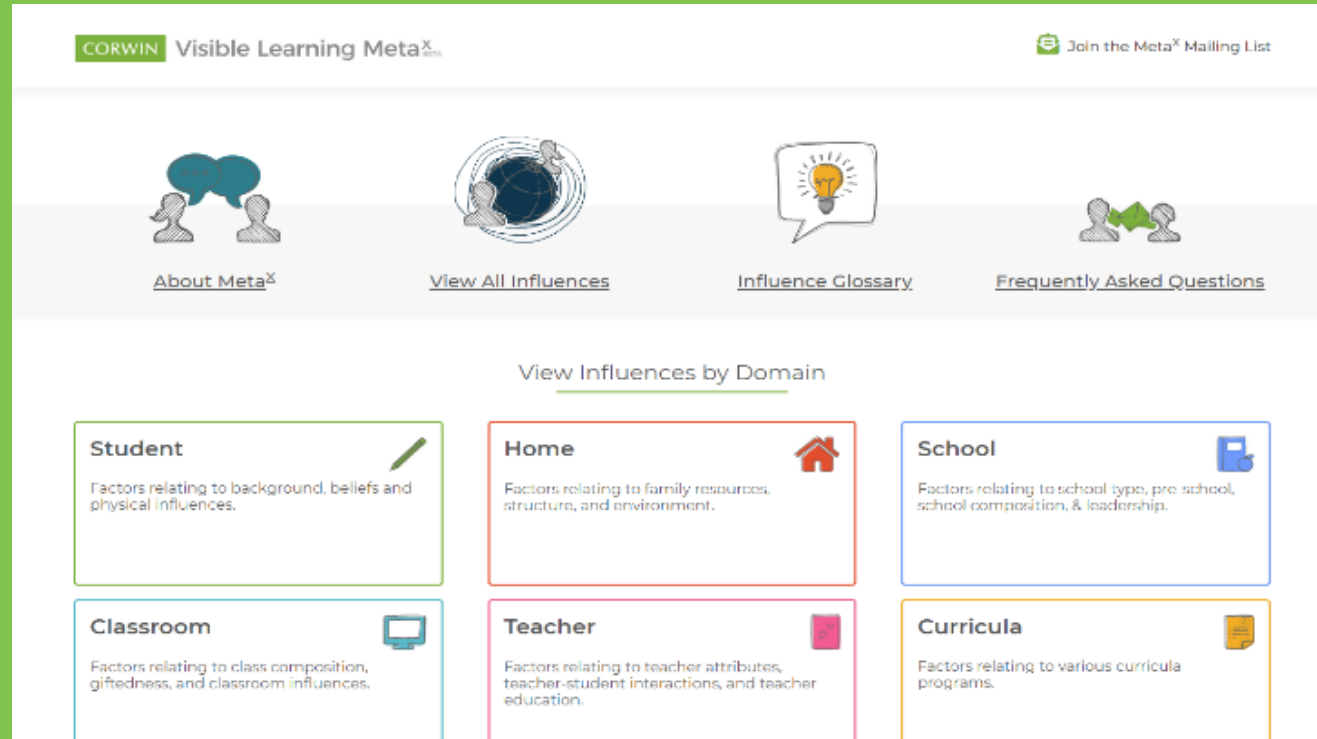 CORWIN Visible Learning Metaˣ
Join the Metaˣ Mailing List
About Metaˣ
View All Influences
Influence Glossary
Frequently Asked Questions
View Influences by Domain
Student
Factors relating to background, beliefs and
physical influences.
Home
Factors relating to family resources,
structure, and environment.
School
Factors relating to school type, pre-school,
school composition, & leadership.
Classroom
Factors relating to class composition,
giftedness, and classroom influences.
Teacher
Factors relating to teacher attributes,
teacher-student interactions, and teacher
education.
Curricula
Factors relating to various curricula
programs.